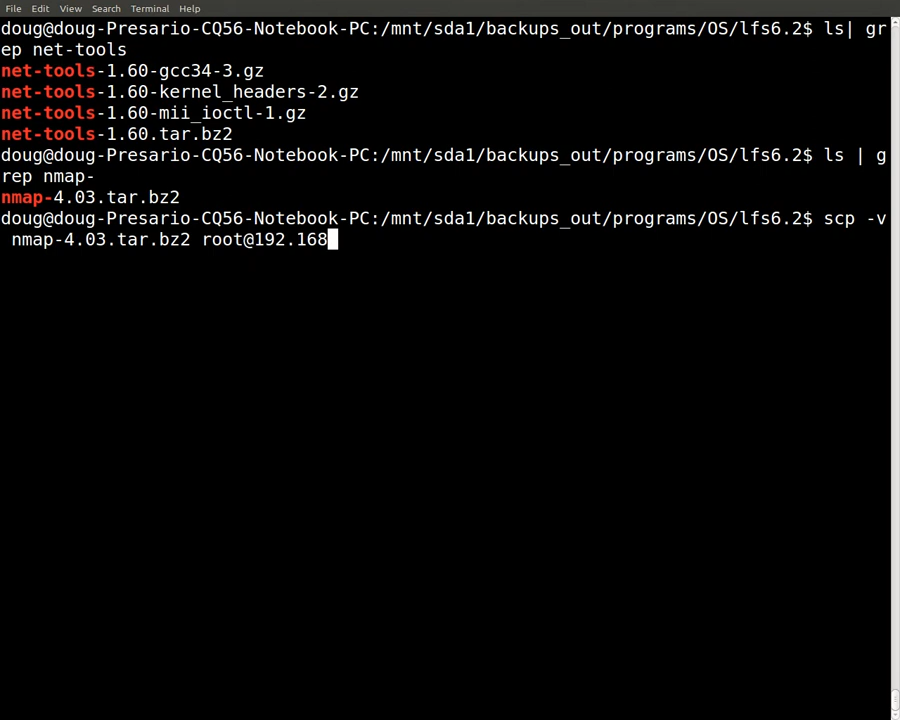 File Edit View Search Terminal Help
doug@doug-Presario-CQ56-Notebook-PC:/mnt/sda1/backups_out/programs/OS/lfs6.2$ ls| gr
ep net-tools
net-tools-1.60-gcc34-3.gz
net-tools-1.60-kernel_headers-2.gz
net-tools-1.60-mii_ioctl-1.gz
net-tools-1.60.tar.bz2
doug@doug-Presario-CQ56-Notebook-PC:/mnt/sda1/backups_out/programs/OS/lfs6.2$ ls | g
rep nmap-
nmap-4.03.tar.bz2
doug@doug-Presario-CQ56-Notebook-PC:/mnt/sda1/backups_out/programs/OS/lfs6.2$ scp -v
 nmap-4.03.tar.bz2 root@192.168